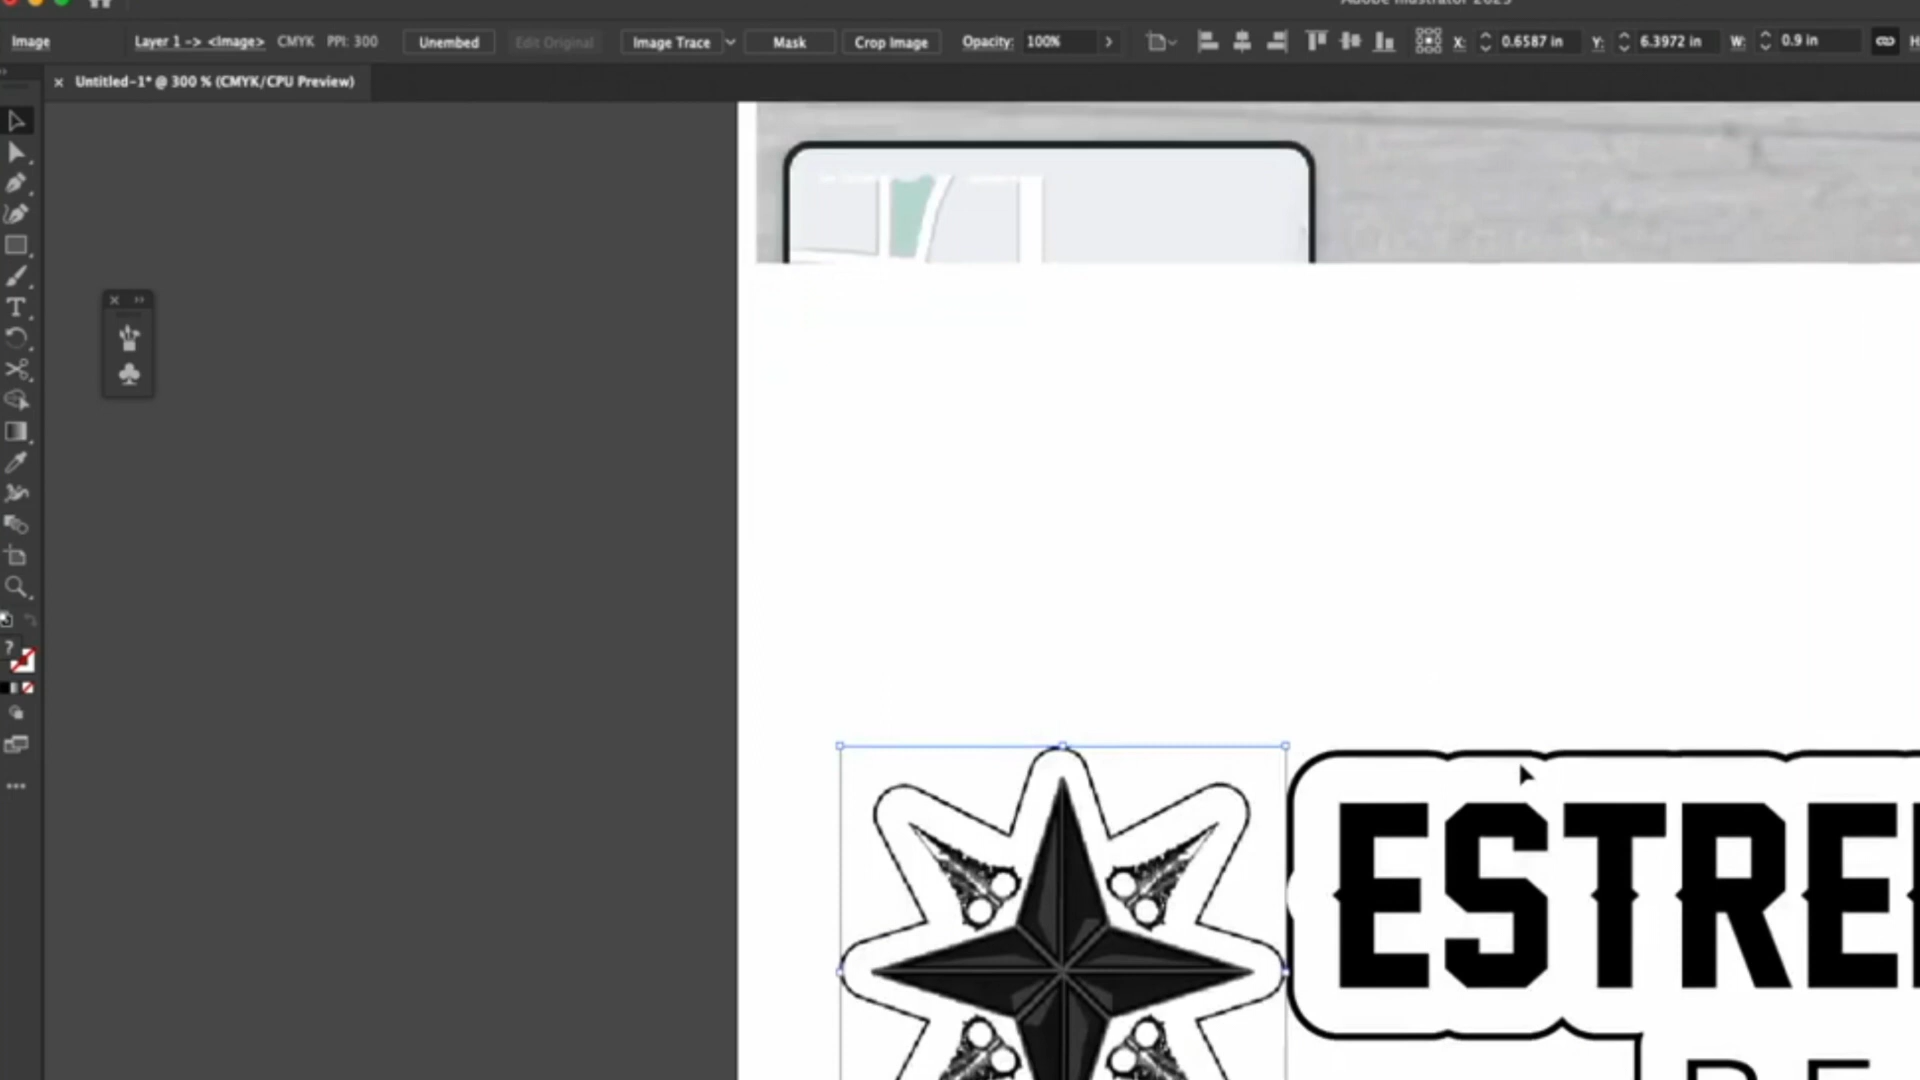 Adobe Illustrator 2023
Image Layer 1 -> <Image> CMYK PPI: 300 Unembed Edit Original Image Trace Mask Crop Image Opacity: 100% X: 0.6587 in Y: 6.3972 in W: 0.9 in
Untitled-1* @ 300 % (CMYK/CPU Preview)
ESTRE